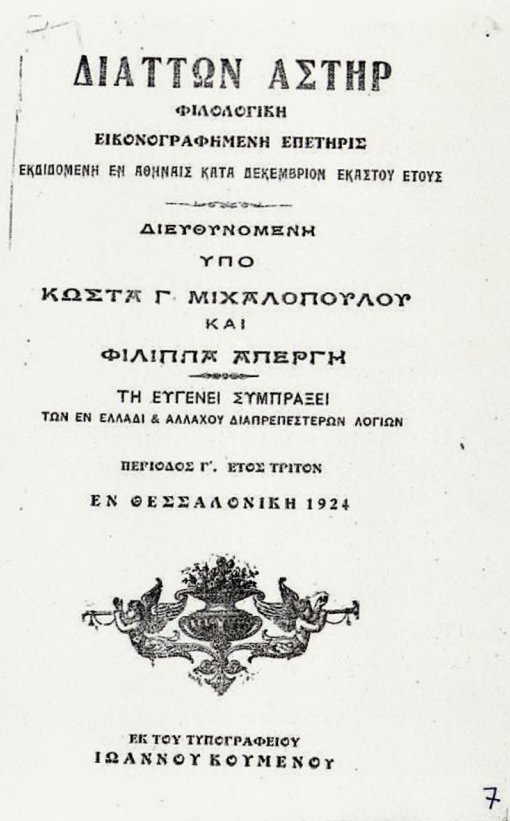 ΔΙΑΤΤΩΝ ΑΣΤΗΡ
ΦΙΛΟΛΟΓΙΚΗ
ΕΙΚΟΝΟΓΡΑΦΗΜΕΝΗ ΕΠΕΤΗΡΙΣ
ΕΚΔΙΔΟΜΕΝΗ ΕΝ ΑΘΗΝΑΙΣ ΚΑΤΑ ΔΕΚΕΜΒΡΙΟΝ ΕΚΑΣΤΟΥ ΕΤΟΥΣ
ΔΙΕΥΘΥΝΟΜΕΝΗ
ΥΠΟ
ΚΩΣΤΑ Γ. ΜΙΧΑΛΟΠΟΥΛΟΥ
ΚΑΙ
ΦΙΛΙΠΠΑ ΑΠΕΡΓΗ
ΤΗ ΕΥΓΕΝΕΙ ΣΥΜΠΡΑΞΕΙ
ΤΩΝ ΕΝ ΕΛΛΑΔΙ & ΑΛΛΑΧΟΥ ΔΙΑΠΡΕΠΕΣΤΕΡΩΝ ΛΟΓΙΩΝ
ΠΕΡΙΟΔΟΣ Γ'. ΕΤΟΣ ΤΡΙΤΟΝ
ΕΝ ΘΕΣΣΑΛΟΝΙΚΗ 1924
ΕΚ ΤΟΥ ΤΥΠΟΓΡΑΦΕΙΟΥ
ΙΩΑΝΝΟΥ ΚΟΥΜΕΝΟΥ
7